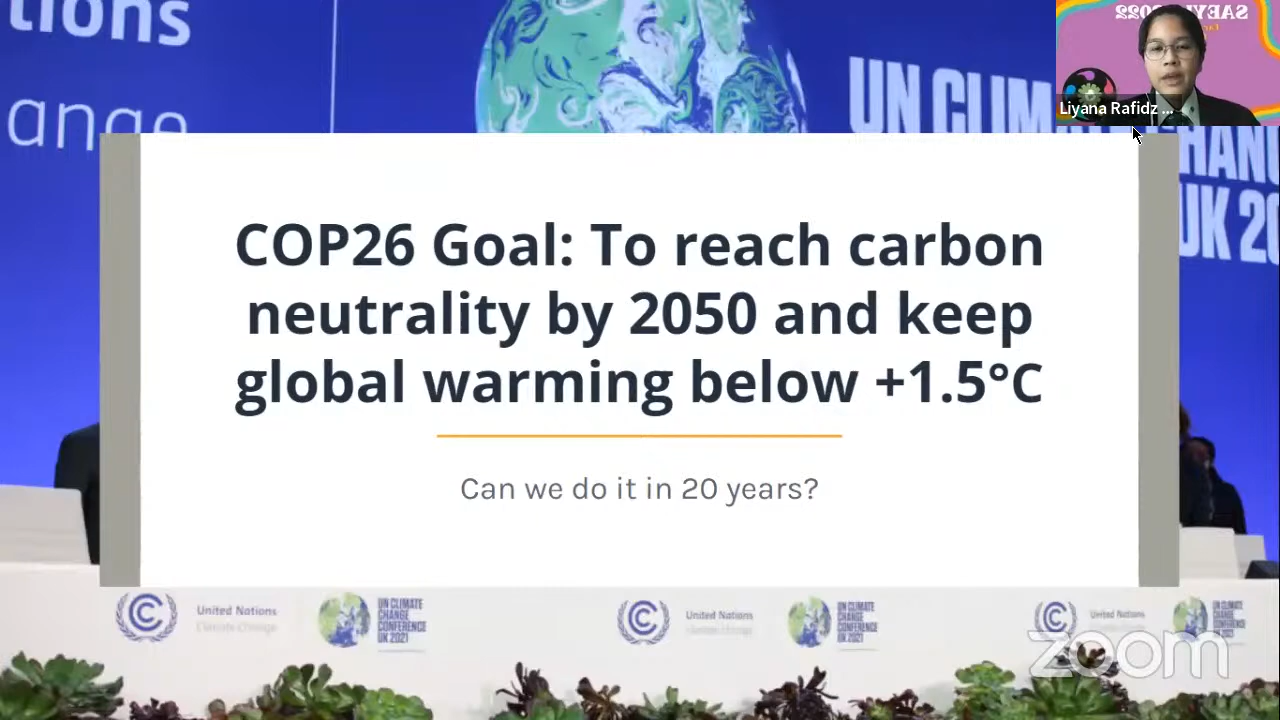 tions
ange
UN CLIM
CHANG
UK 20
Liyana Rafidz ...
COP26 Goal: To reach carbon
neutrality by 2050 and keep
global warming below +1.5°C
Can we do it in 20 years?
United Nations
Climate Change
UN CLIMATE
CHANGE
CONFERENCE
UK 2021
United Nations
Climate Change
UN CLIMATE
CHANGE
CONFERENCE
UK 2021
United Nations
zoom